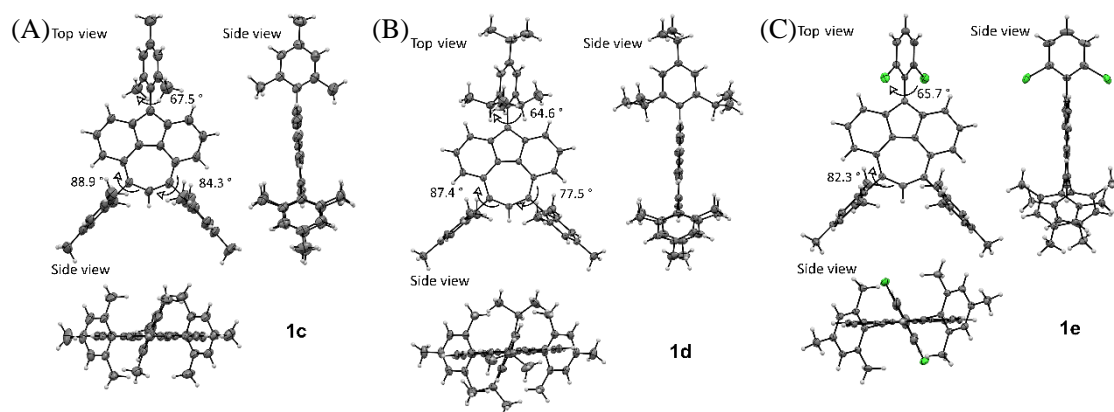 (A) Top view
Side view
67.5 °
88.9 °
84.3 °
Side view
1c
(B) Top view
Side view
64.6 °
87.4 °
77.5 °
Side view
1d
(C) Top view
Side view
65.7 °
82.3 °
Side view
1e